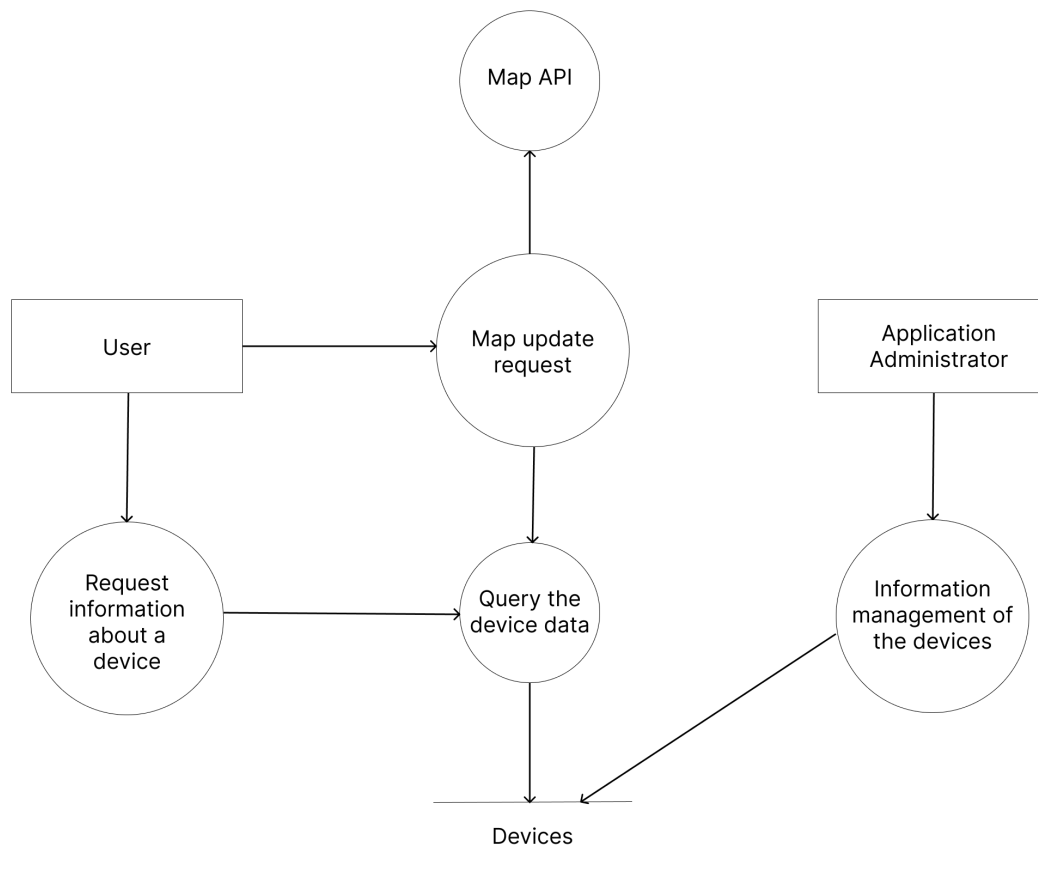 Map API
User
Map update
request
Application
Administrator
Request
information
about a
device
Query the
device data
Information
management of
the devices
Devices